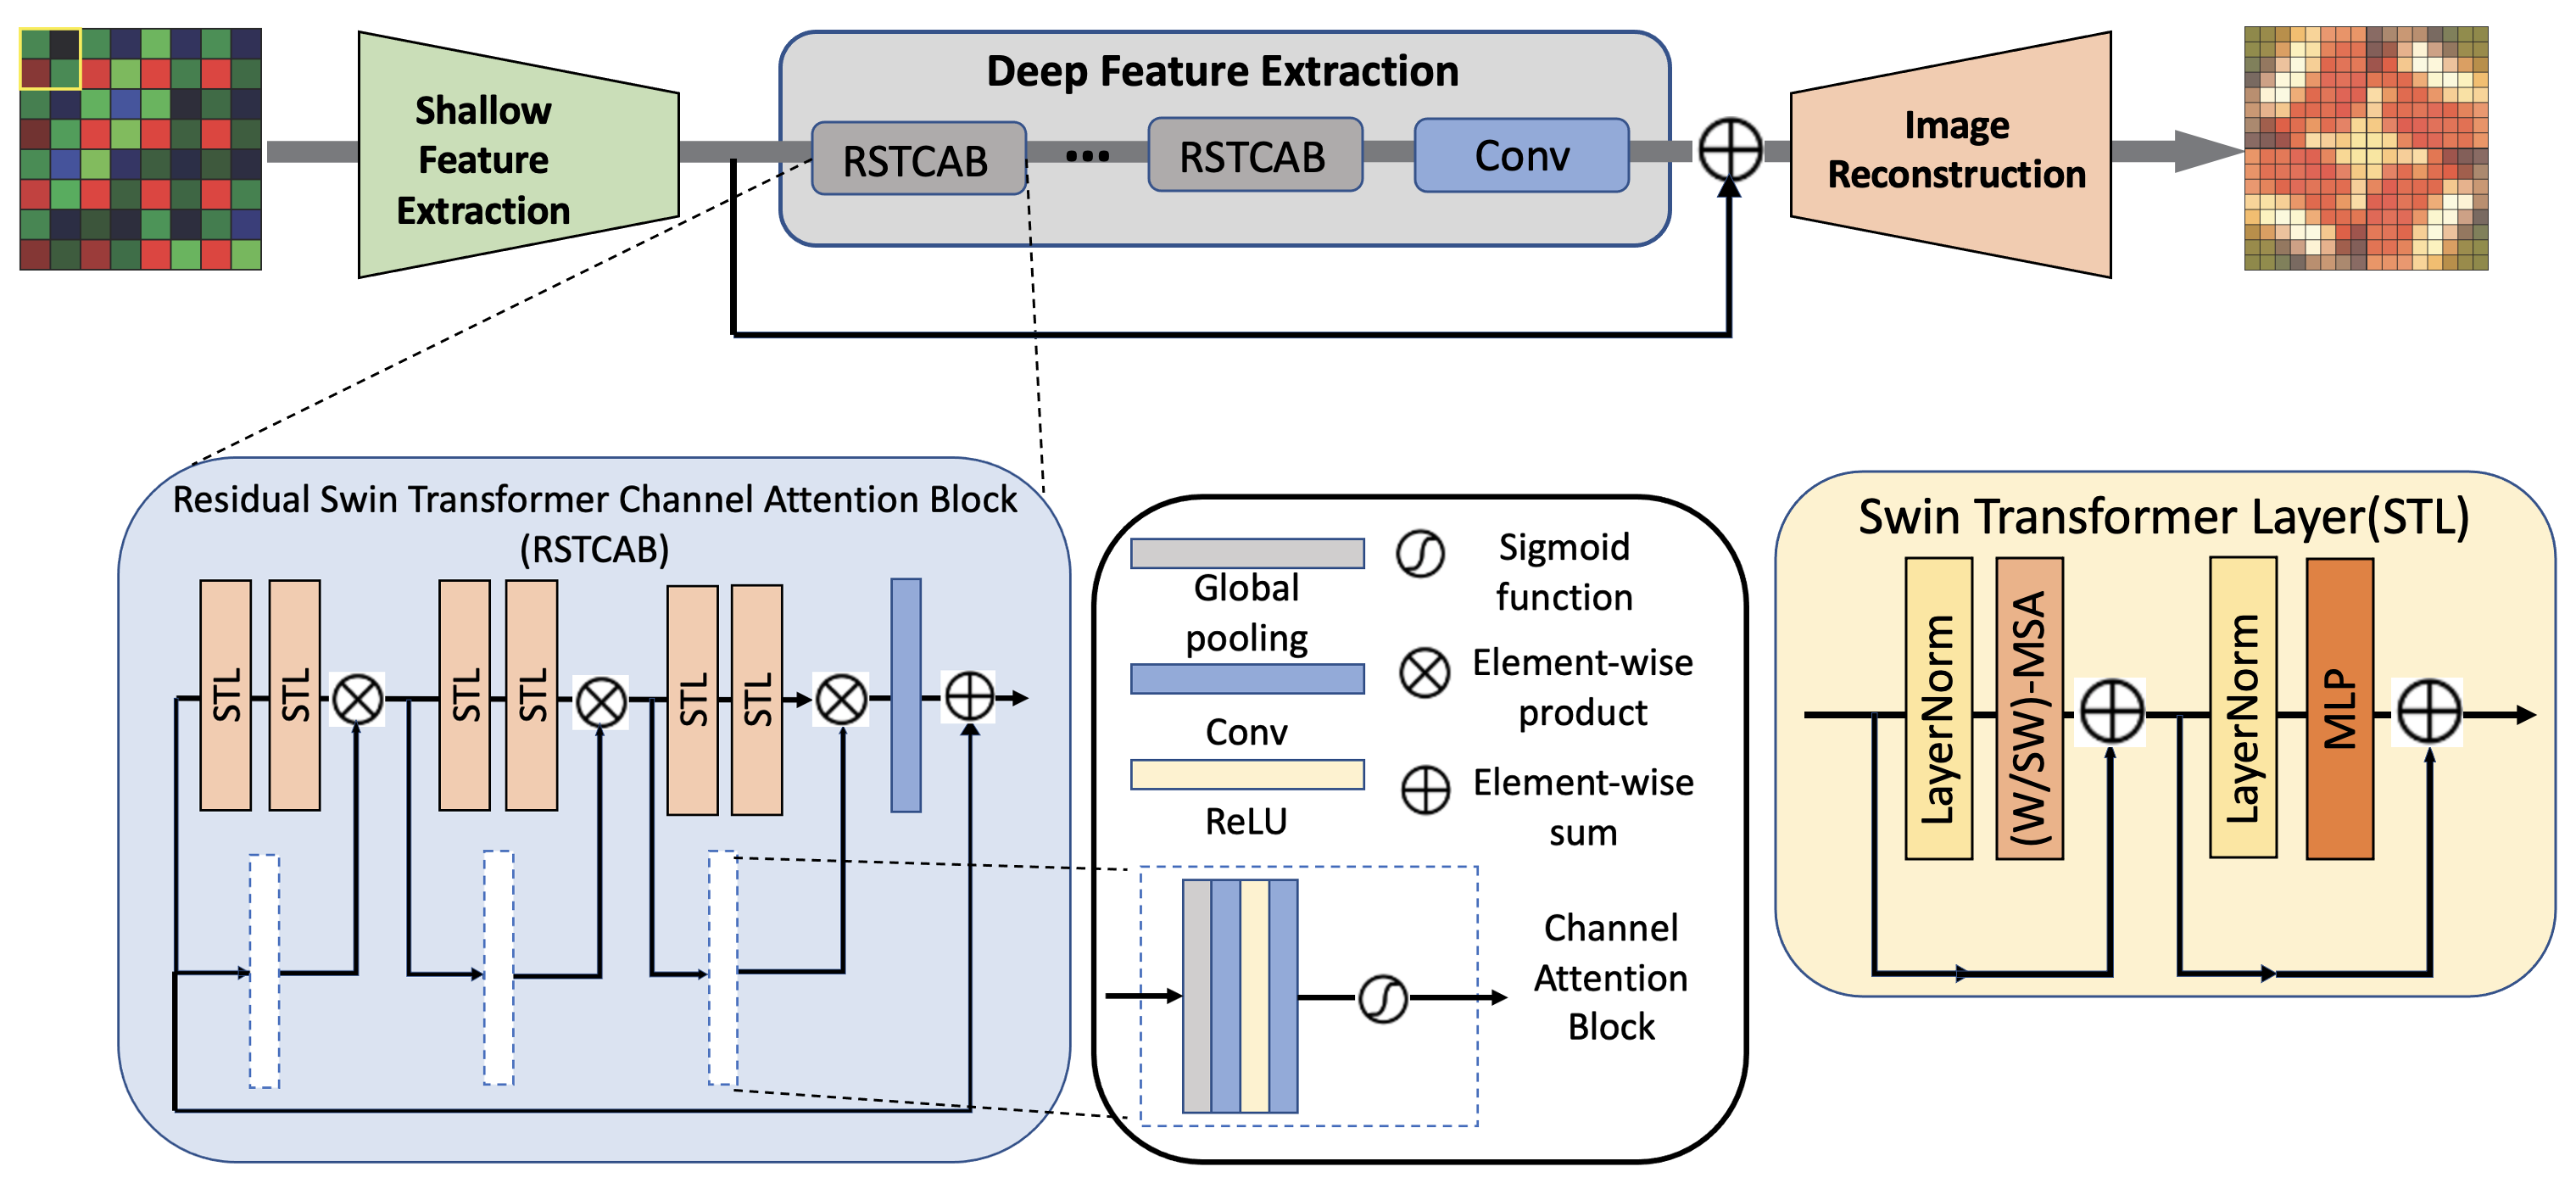 Shallow
Feature
Extraction
Deep Feature Extraction
RSTCAB
...
RSTCAB
Conv
Image
Reconstruction
Residual Swin Transformer Channel Attention Block
(RSTCAB)
STL
STL
STL
STL
STL
STL
Global
pooling
Conv
ReLU
Sigmoid
function
Element-wise
product
Element-wise
sum
Channel
Attention
Block
Swin Transformer Layer(STL)
LayerNorm
(W/SW)-MSA
LayerNorm
MLP